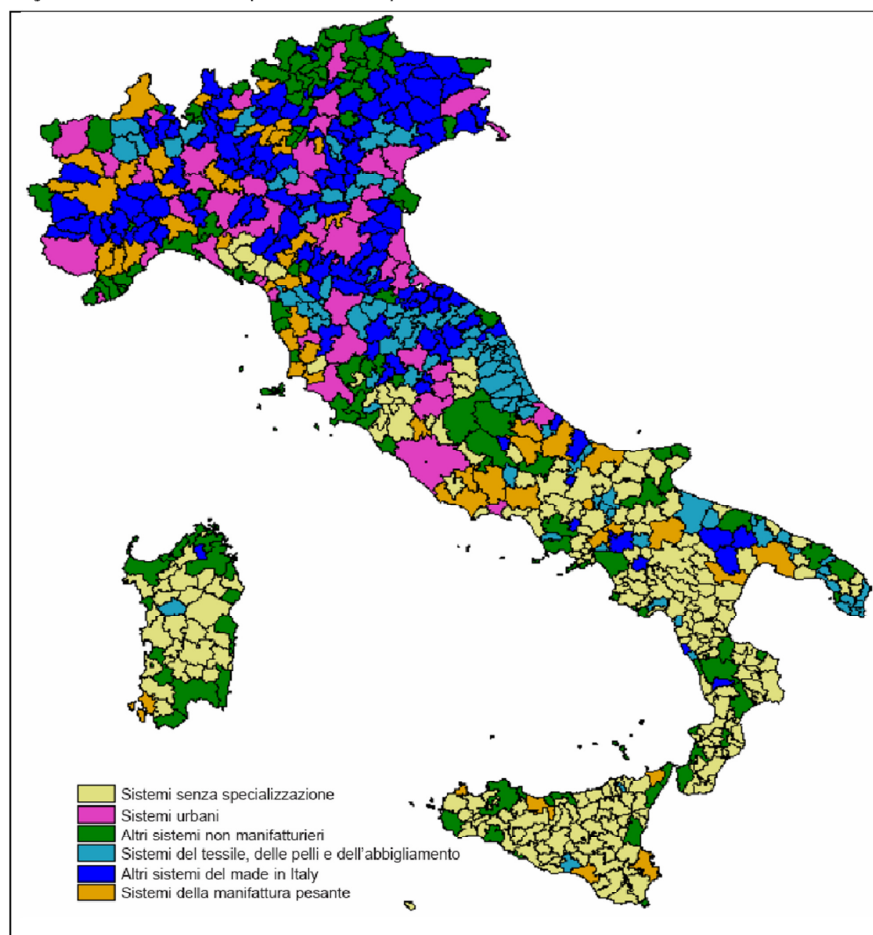 Sistemi senza specializzazione
Sistemi urbani
Altri sistemi non manifatturieri
Sistemi del tessile, delle pelli e dell'abbigliamento
Altri sistemi del made in Italy
Sistemi della manifattura pesante